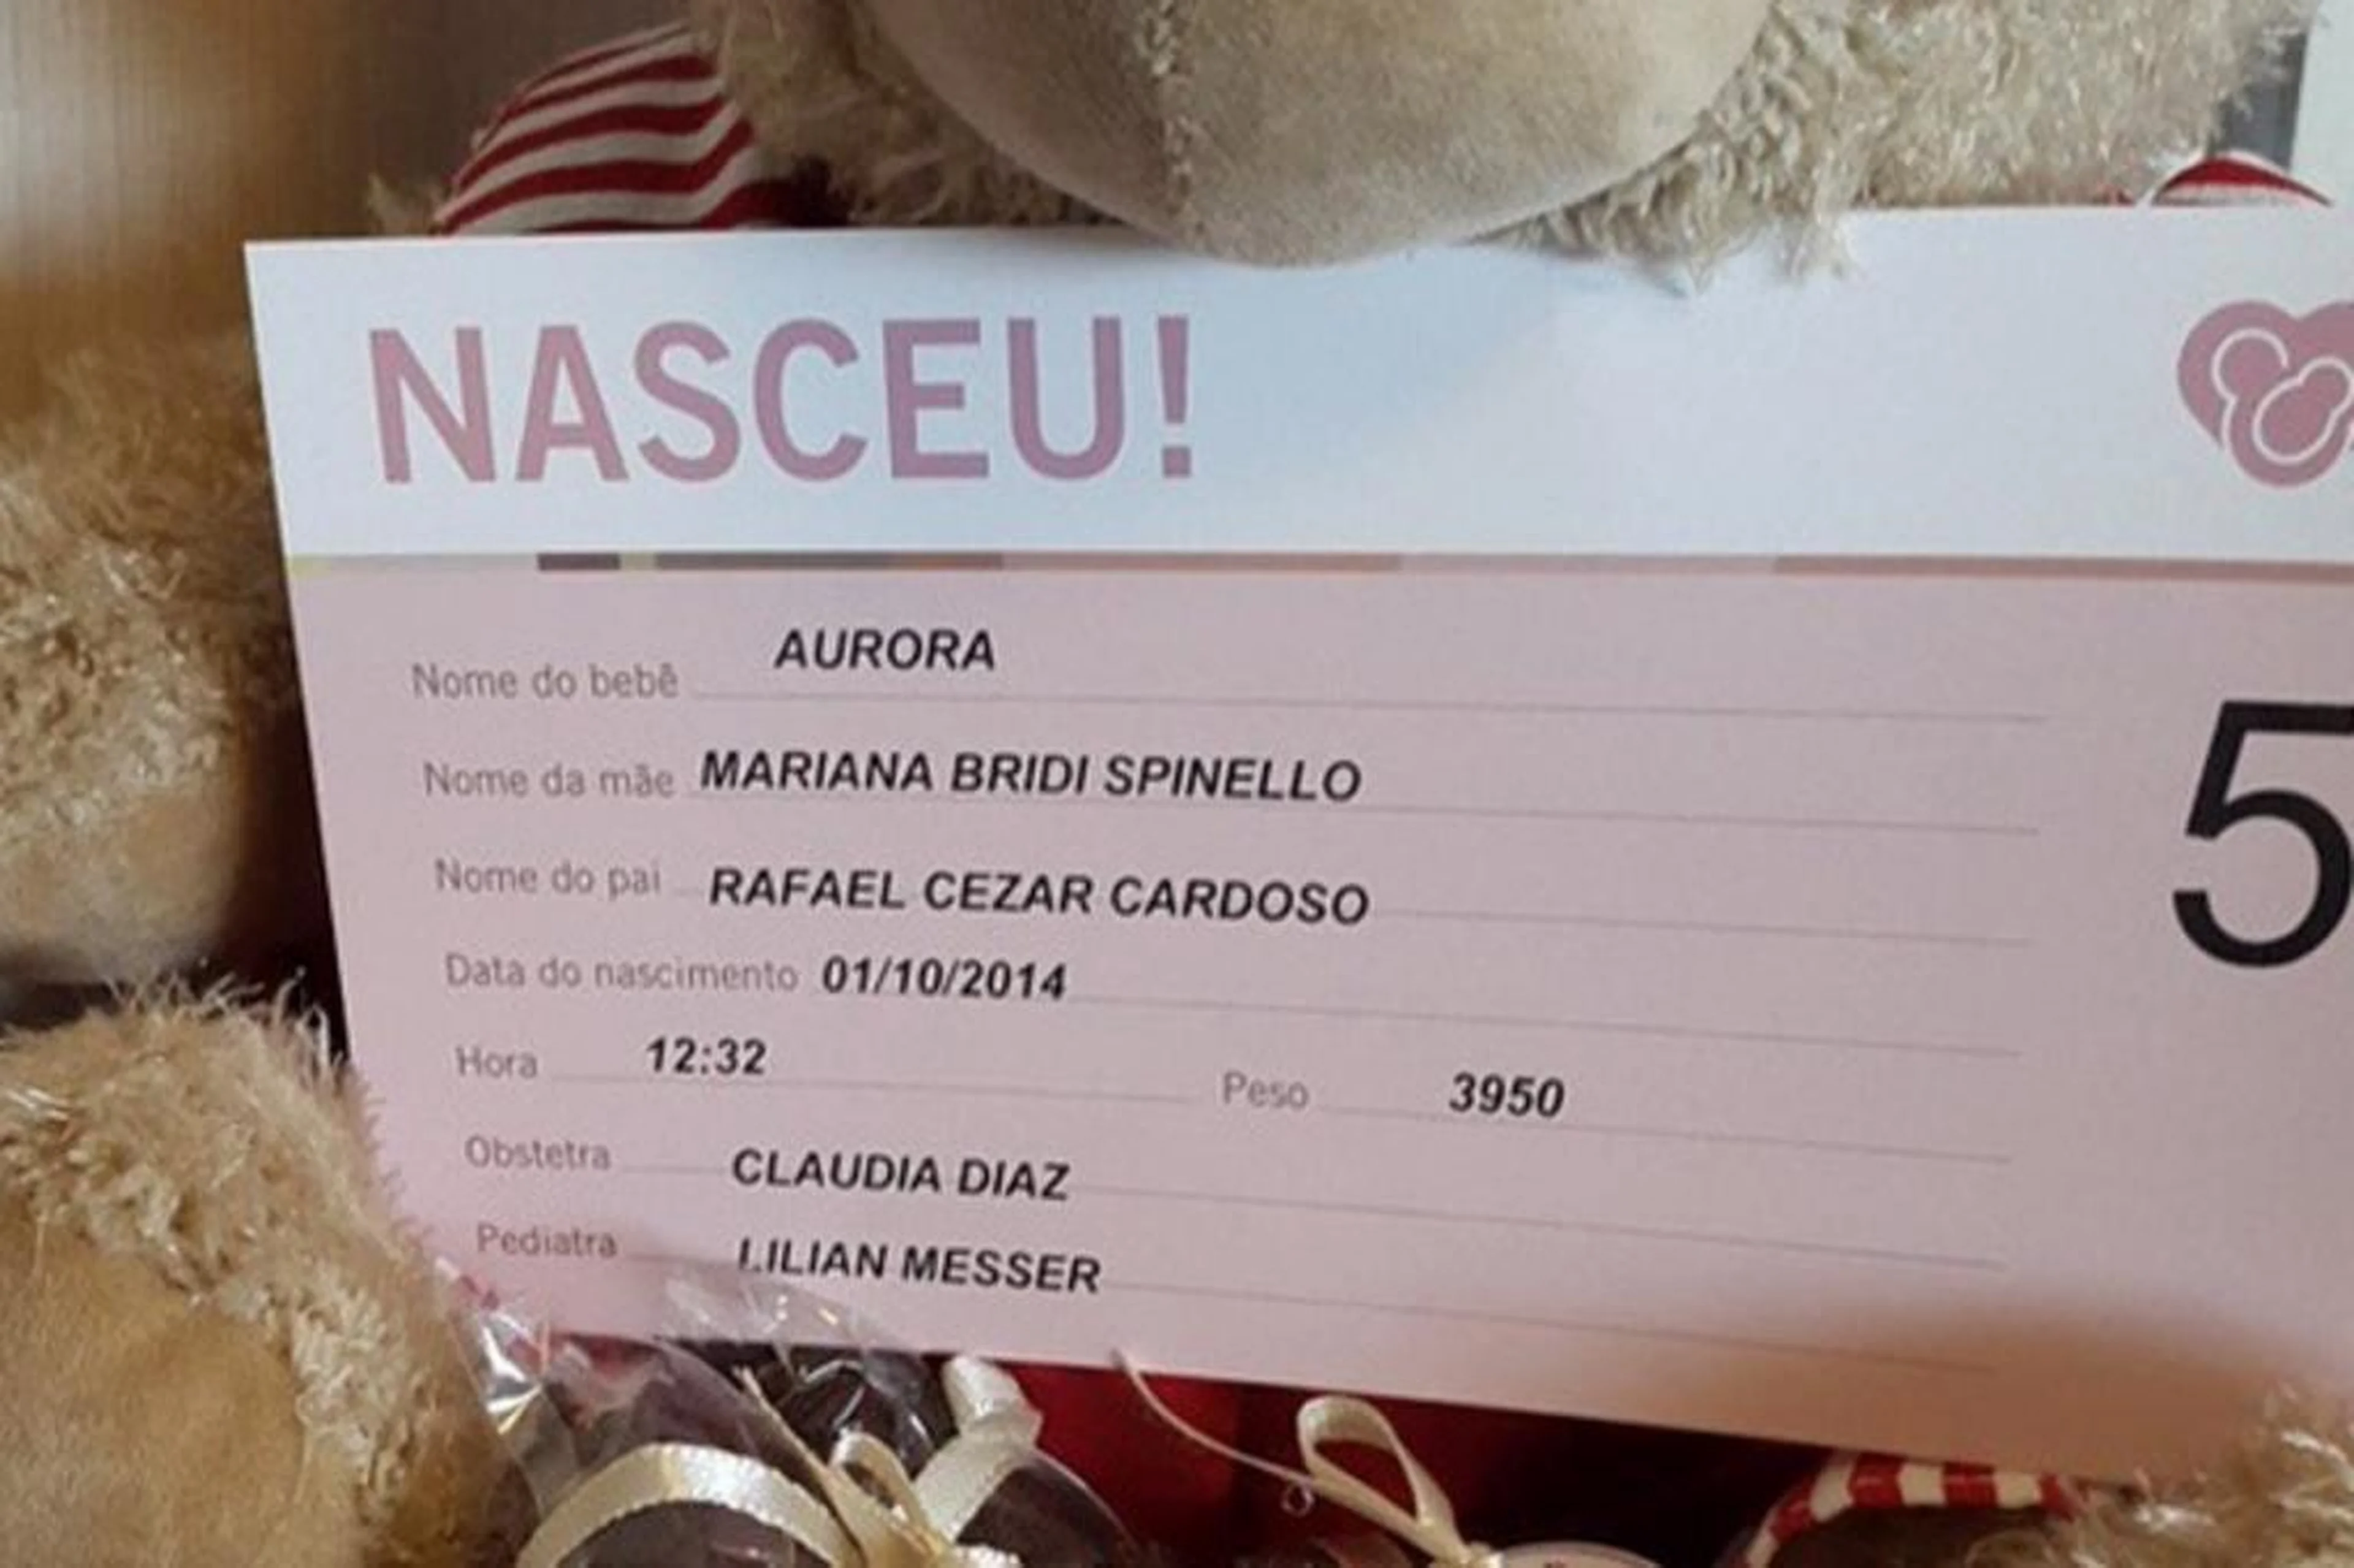 NASCEU!
Nome do bebê AURORA
Nome da mãe MARIANA BRIDI SPINELLO
Nome do pai RAFAEL CEZAR CARDOSO
Data do nascimento 01/10/2014
Hora 12:32 Peso 3950
Obstetra CLAUDIA DIAZ
Pediatra LILIAN MESSER
5